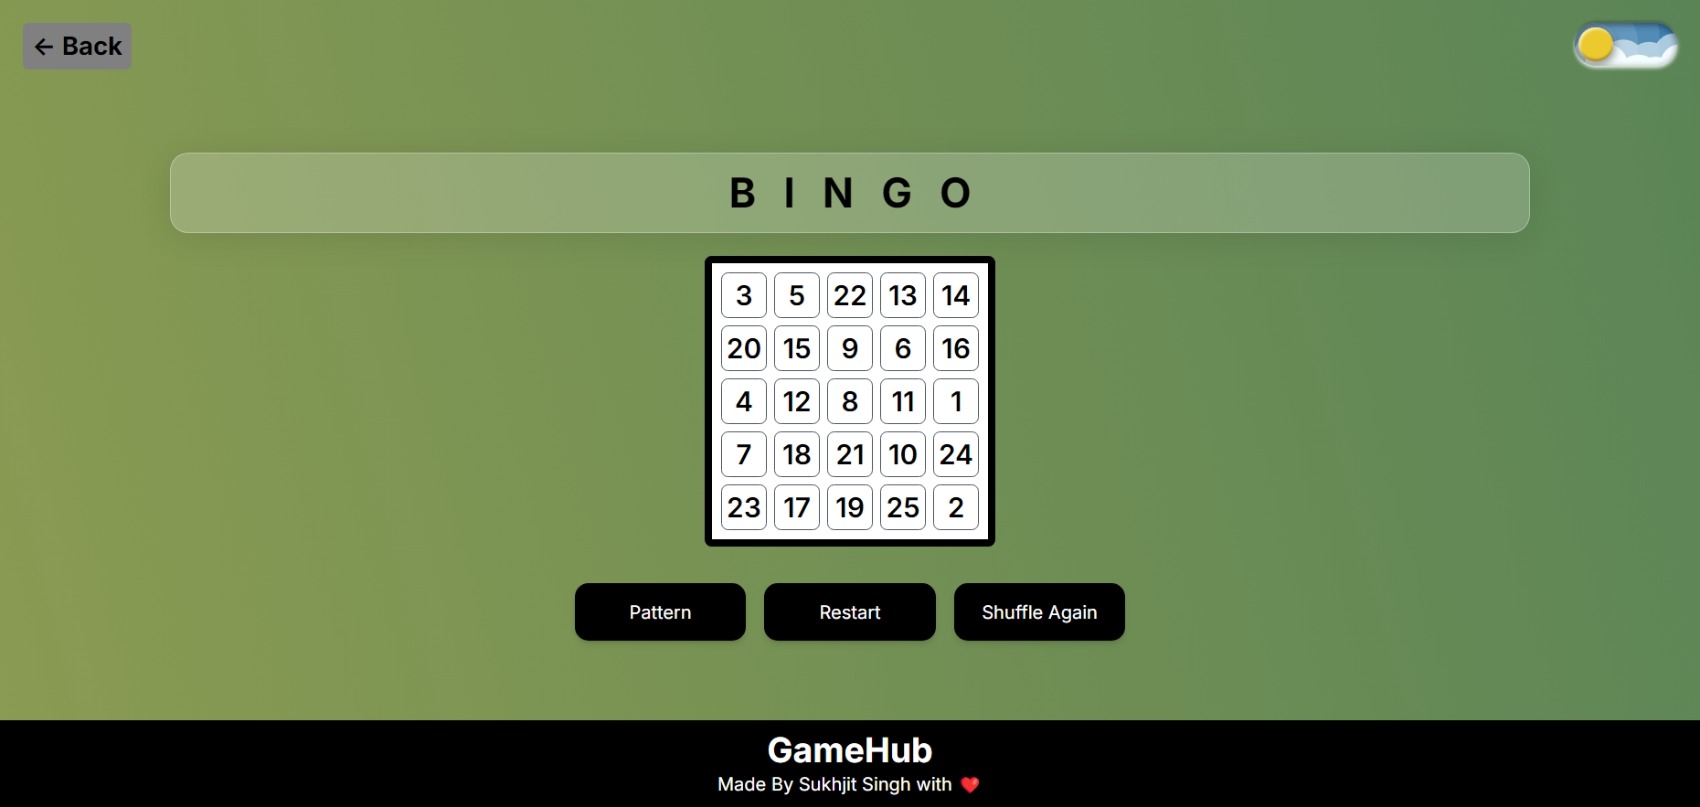 ← Back
B I N G O
3 5 22 13 14
20 15 9 6 16
4 12 8 11 1
7 18 21 10 24
23 17 19 25 2
Pattern Restart Shuffle Again
GameHub
Made By Sukhjit Singh with ❤️